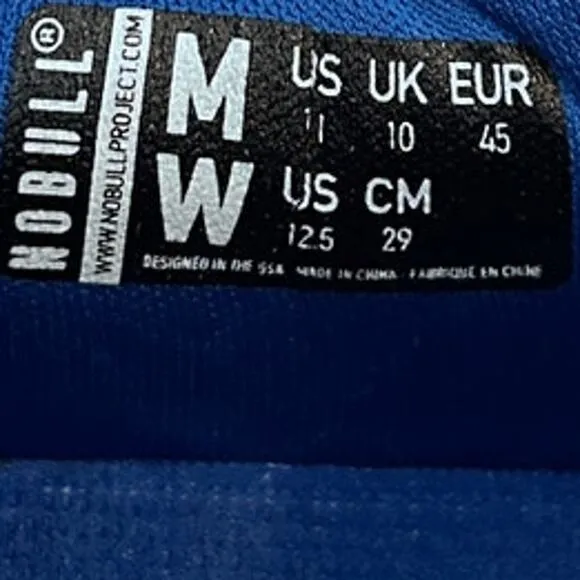 NOBULL®
WWW.NOBULLPROJECT.COM
M US UK EUR
11 10 45
W US CM
12.5 29
DESIGNED IN THE USA MADE IN CHINA FABRIQUÉ EN CHINE